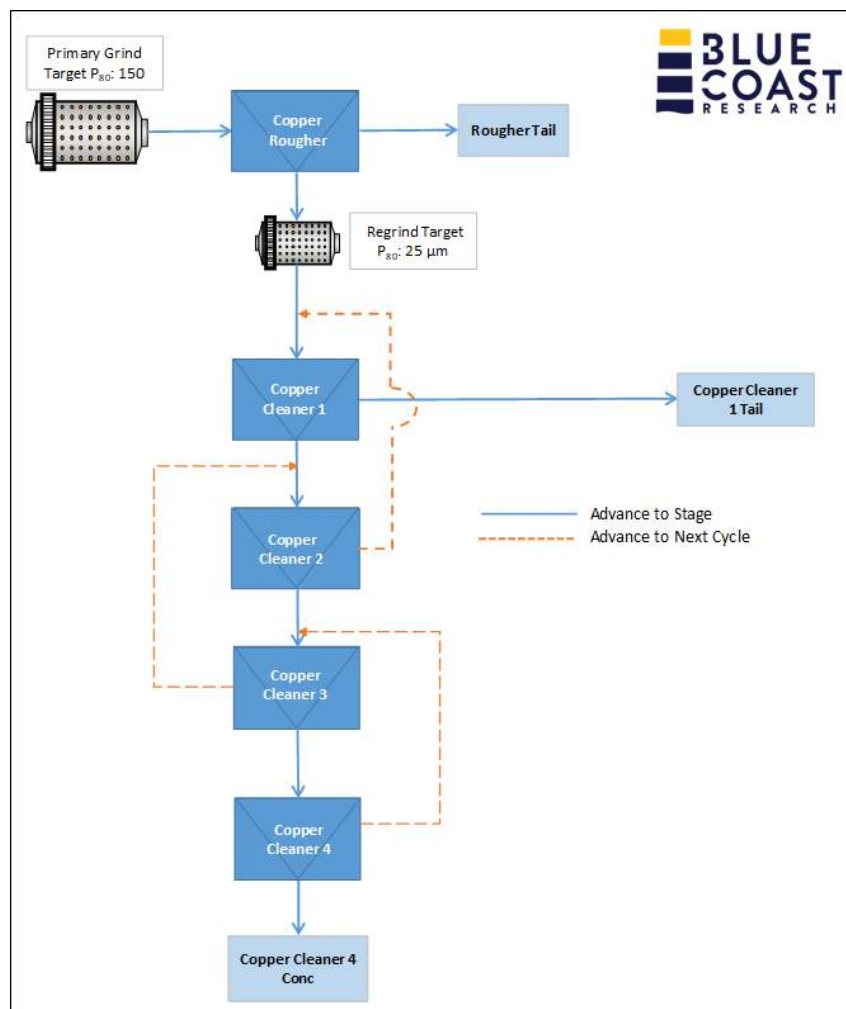 Primary Grind
Target P₈₀: 150
BLUE
COAST
RESEARCH
Copper
Rougher
Rougher Tail
Regrind Target
P₈₀: 25 µm
Copper
Cleaner 1
Copper Cleaner
1 Tail
Advance to Stage
Advance to Next Cycle
Copper
Cleaner 2
Copper
Cleaner 3
Copper
Cleaner 4
Copper Cleaner 4
Conc